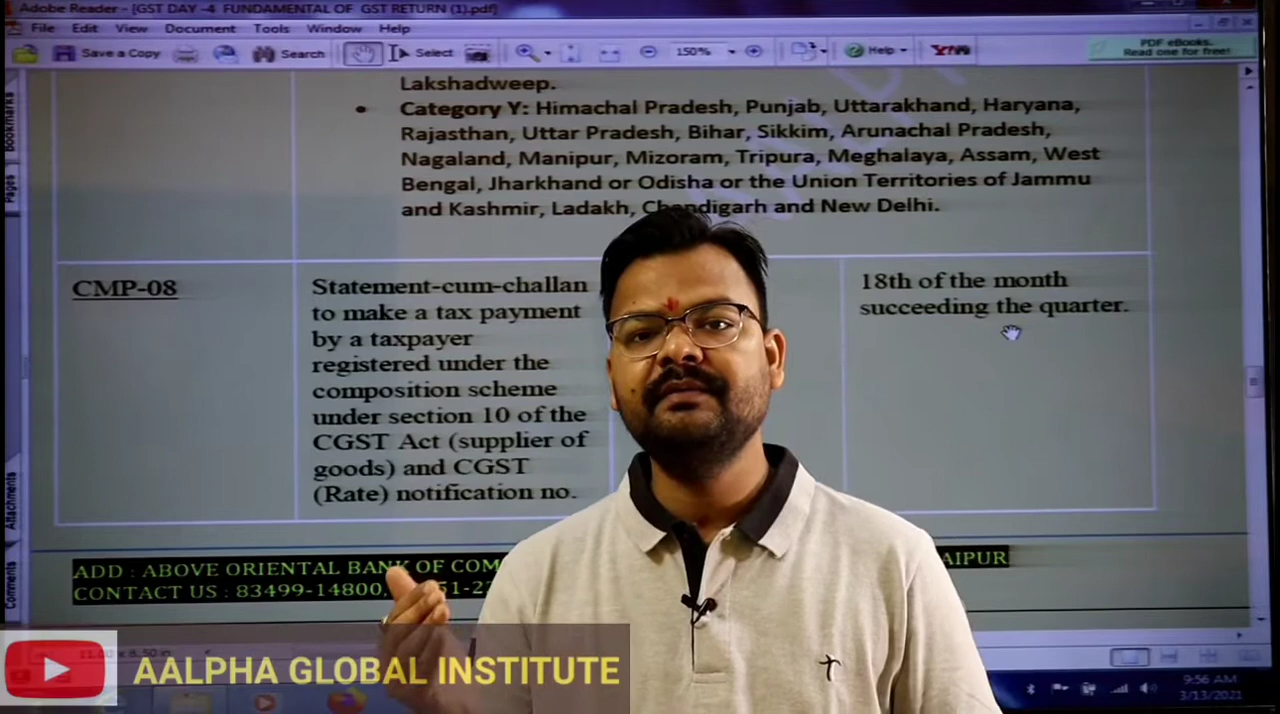 Adobe Reader - [GST DAY -4 FUNDAMENTAL OF GST RETURN (1).pdf]
File Edit View Document Tools Window Help
Save a Copy Search Select 150% Help
PDF eBooks.
Read one for free!
Bookmarks
Pages
Attachments
Comments
Lakshadweep.
• Category Y: Himachal Pradesh, Punjab, Uttarakhand, Haryana,
Rajasthan, Uttar Pradesh, Bihar, Sikkim, Arunachal Pradesh,
Nagaland, Manipur, Mizoram, Tripura, Meghalaya, Assam, West
Bengal, Jharkhand or Odisha or the Union Territories of Jammu
and Kashmir, Ladakh, Chandigarh and New Delhi.
CMP-08
Statement-cum-challan
to make a tax payment
by a taxpayer
registered under the
composition scheme
under section 10 of the
CGST Act (supplier of
goods) and CGST
(Rate) notification no.
18th of the month
succeeding the quarter.
ADD : ABOVE ORIENTAL BANK OF COM AIPUR
CONTACT US : 83499-14800,
AALPHA GLOBAL INSTITUTE
9:56 AM
3/13/2021